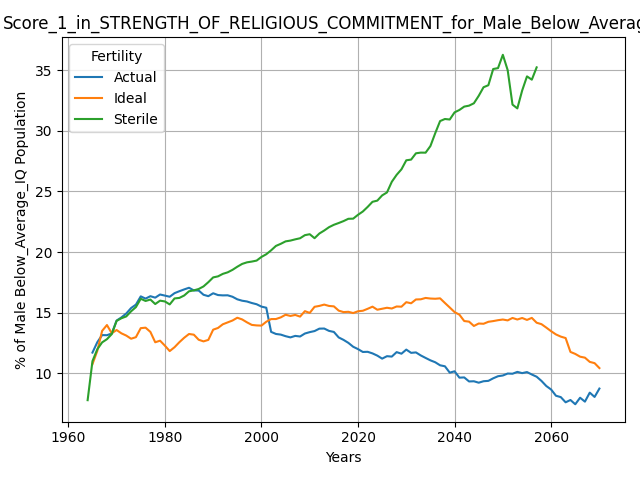 Score_1_in_STRENGTH_OF_RELIGIOUS_COMMITMENT_for_Male_Below_Averag
Fertility
Actual
Ideal
Sterile
% of Male Below_Average_IQ Population
35
30
25
20
15
10
1960 1980 2000 2020 2040 2060
Years